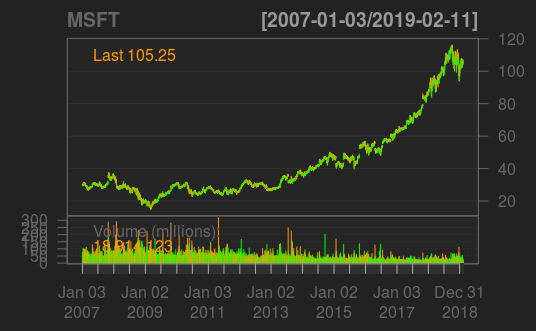 MSFT [2007-01-03/2019-02-11]
Last 105.25
120
100
80
60
40
20
Volume (millions):
300
Jan 03 Jan 02 Jan 03 Jan 02 Jan 02 Jan 03 Dec 31
2007 2009 2011 2013 2015 2017 2018